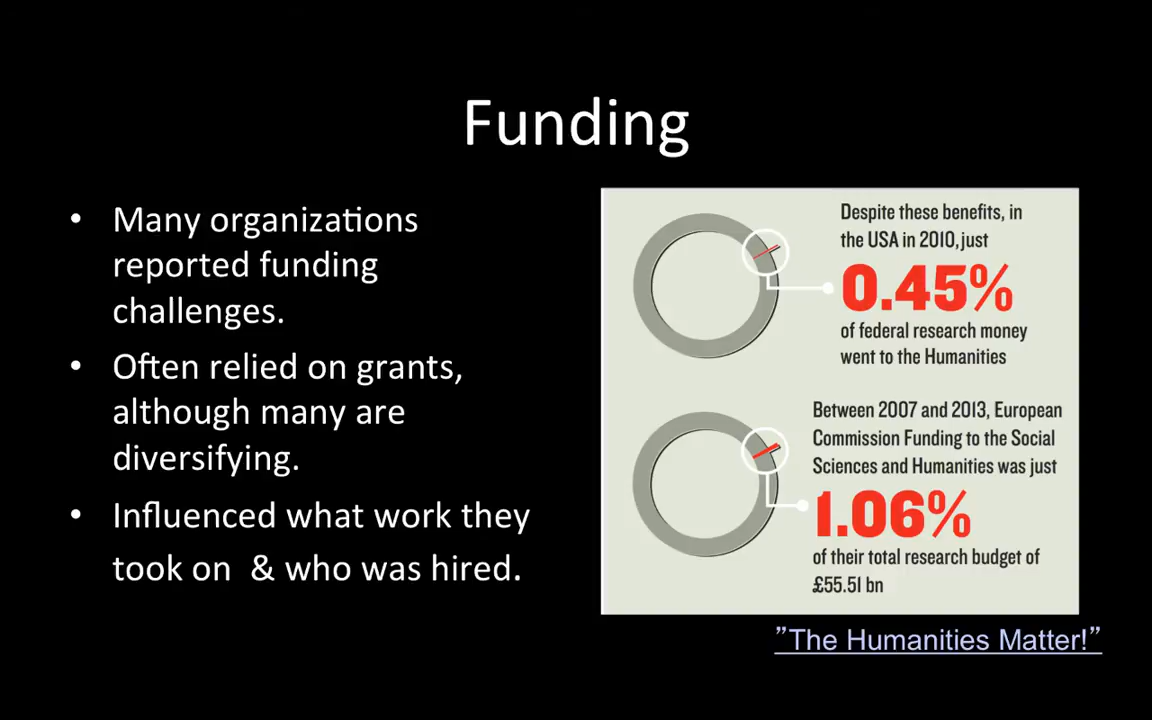 Funding
• Many organizations
reported funding
challenges.
• Often relied on grants,
although many are
diversifying.
• Influenced what work they
took on & who was hired.
Despite these benefits, in
the USA in 2010, just
0.45%
of federal research money
went to the Humanities
Between 2007 and 2013, European
Commission Funding to the Social
Sciences and Humanities was just
1.06%
of their total research budget of
£55.51 bn
”The Humanities Matter!”